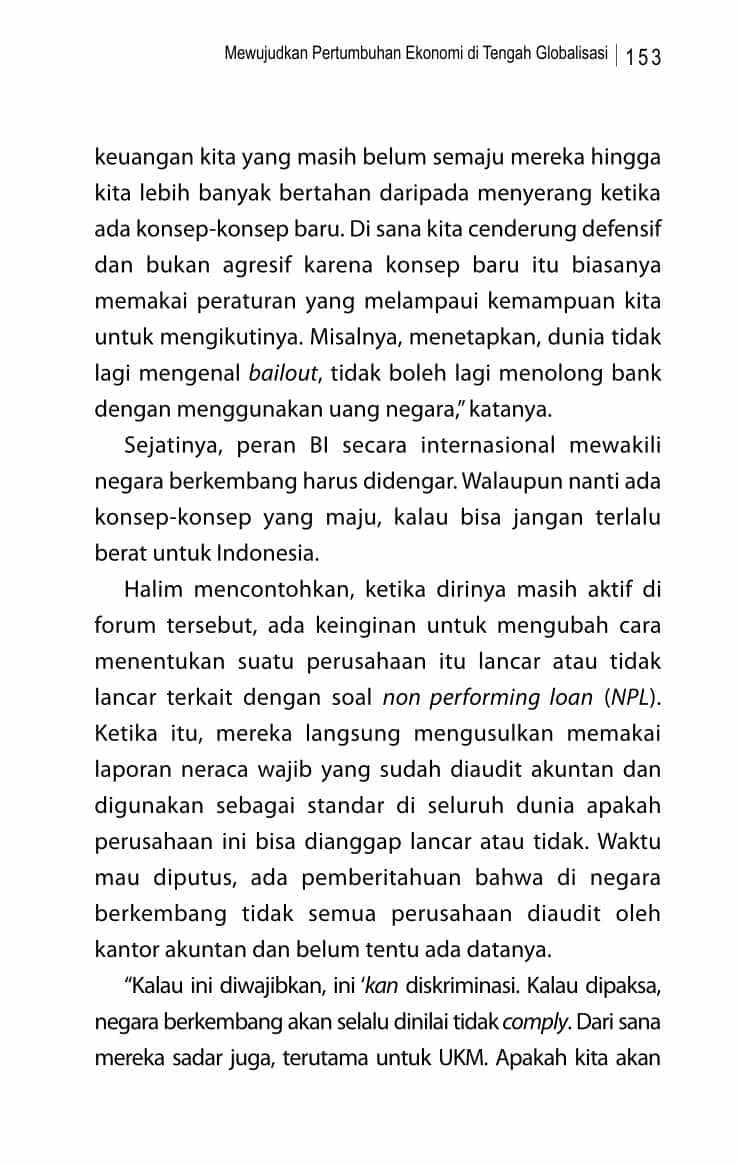 Mewujudkan Pertumbuhan Ekonomi di Tengah Globalisasi | 153
keuangan kita yang masih belum semaju mereka hingga
kita lebih banyak bertahan daripada menyerang ketika
ada konsep-konsep baru. Di sana kita cenderung defensif
dan bukan agresif karena konsep baru itu biasanya
memakai peraturan yang melampaui kemampuan kita
untuk mengikutinya. Misalnya, menetapkan, dunia tidak
lagi mengenal bailout, tidak boleh lagi menolong bank
dengan menggunakan uang negara,” katanya.
Sejatinya, peran BI secara internasional mewakili
negara berkembang harus didengar. Walaupun nanti ada
konsep-konsep yang maju, kalau bisa jangan terlalu
berat untuk Indonesia.
Halim mencontohkan, ketika dirinya masih aktif di
forum tersebut, ada keinginan untuk mengubah cara
menentukan suatu perusahaan itu lancar atau tidak
lancar terkait dengan soal non performing loan (NPL).
Ketika itu, mereka langsung mengusulkan memakai
laporan neraca wajib yang sudah diaudit akuntan dan
digunakan sebagai standar di seluruh dunia apakah
perusahaan ini bisa dianggap lancar atau tidak. Waktu
mau diputus, ada pemberitahuan bahwa di negara
berkembang tidak semua perusahaan diaudit oleh
kantor akuntan dan belum tentu ada datanya.
“Kalau ini diwajibkan, ini ‘kan diskriminasi. Kalau dipaksa,
negara berkembang akan selalu dinilai tidak comply. Dari sana
mereka sadar juga, terutama untuk UKM. Apakah kita akan